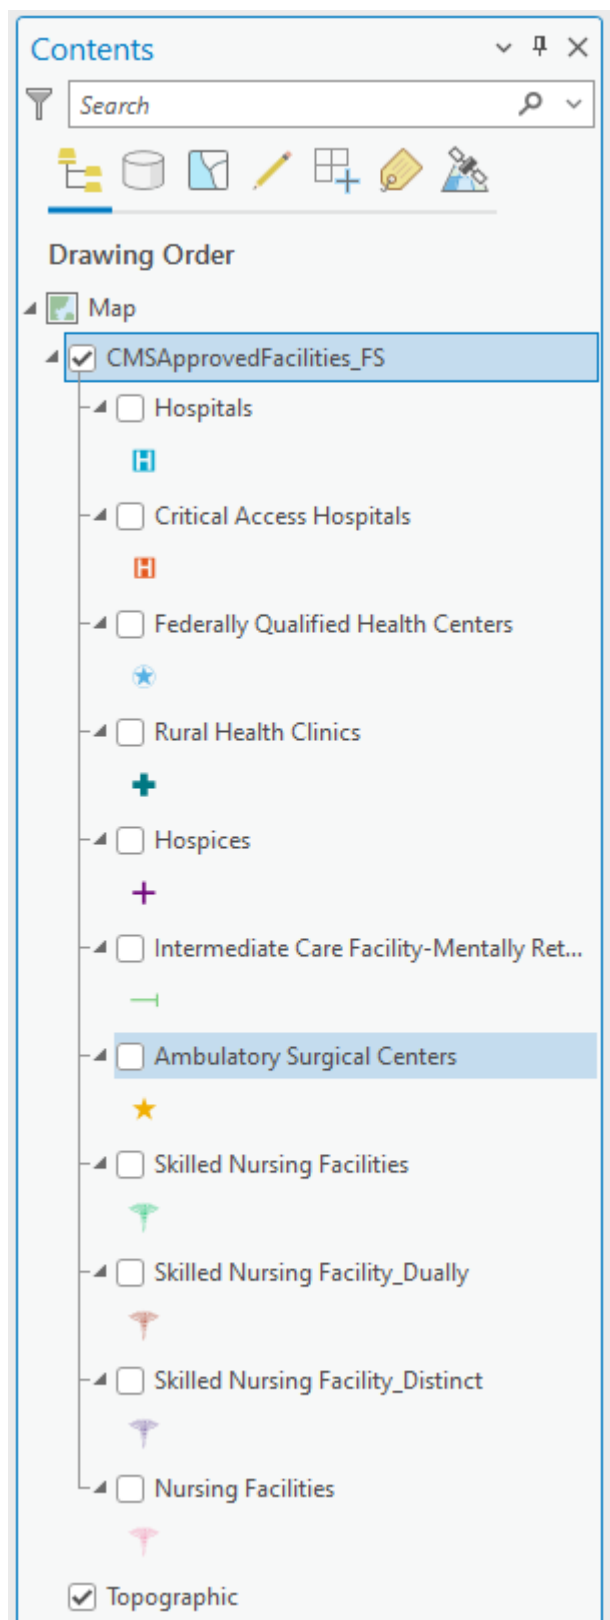 Contents
Search
Drawing Order
Map
CMSApprovedFacilities_FS
Hospitals
H
Critical Access Hospitals
H
Federally Qualified Health Centers
Rural Health Clinics
Hospices
Intermediate Care Facility-Mentally Ret...
Ambulatory Surgical Centers
Skilled Nursing Facilities
Skilled Nursing Facility_Dually
Skilled Nursing Facility_Distinct
Nursing Facilities
Topographic